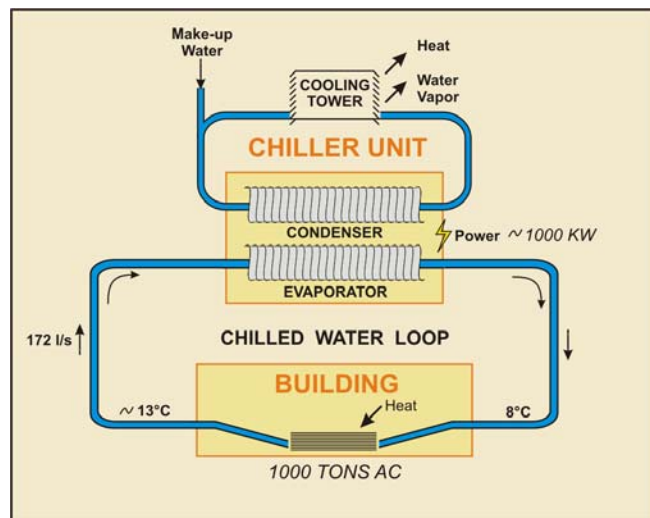 Make-up
Water
COOLING
TOWER
Heat
Water
Vapor
CHILLER UNIT
CONDENSER
Power ~ 1000 KW
EVAPORATOR
172 l/s
CHILLED WATER LOOP
BUILDING
Heat
~ 13°C
8°C
1000 TONS AC